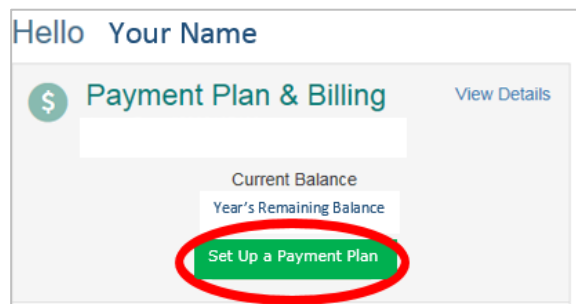 Hello Your Name
$ Payment Plan & Billing View Details
Current Balance
Year's Remaining Balance
Set Up a Payment Plan